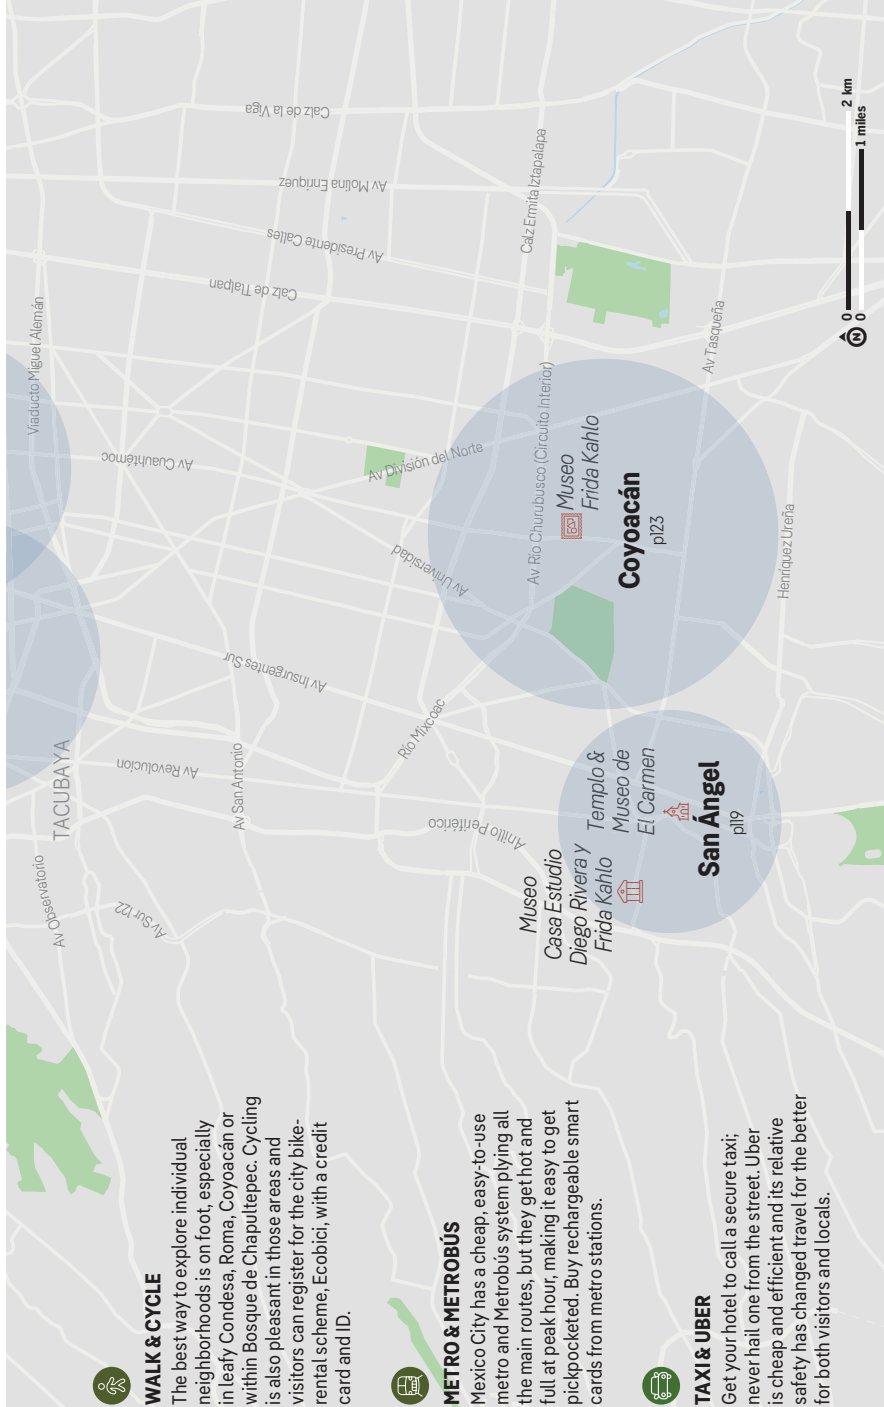 WALK & CYCLE
The best way to explore individual
neighborhoods is on foot, especially
in leafy Condesa, Roma, Coyoacán or
within Bosque de Chapultepec. Cycling
is also pleasant in those areas and
visitors can register for the city bike-
rental scheme, Ecobici, with a credit
card and ID.
METRO & METROBÚS
Mexico City has a cheap, easy-to-use
metro and Metrobús system plying all
the main routes, but they get hot and
full at peak hour, making it easy to get
pickpocketed. Buy rechargeable smart
cards from metro stations.
TAXI & UBER
Get your hotel to call a secure taxi;
never hail one from the street. Uber
is cheap and efficient and its relative
safety has changed travel for the better
for both visitors and locals.
Viaducto Miguel Alemán
TACUBAYA
Av Observatorio
Av Sur 122
Av Revolucion
Av San Antonio
Av Cuauhtémoc
Av Insurgentes Sur
Calz de la Viga
Av Molina Enriquez
Av Presidente Calles
Calz de Tlalpan
Av Universidad
Av División del Norte
Río Mixcoac
Anillo Periférico
Calz Ermita Iztapalapa
Av Río Churubusco (Circuito Interior)
Museo
Frida Kahlo
Coyoacán
p123
Museo
Casa Estudio
Diego Rivera y
Frida Kahlo
Templo &
Museo de
El Carmen
San Ángel
p119
Av Tasqueña
Henríquez Ureña
N
0
2 km
0
1 miles